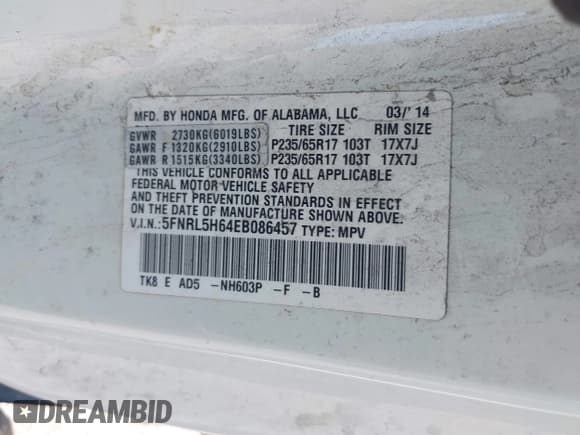 MFD. BY HONDA MFG. OF ALABAMA, LLC 03/'14
TIRE SIZE RIM SIZE
GVWR 2730KG(6019LBS)
GAWR F 1320KG(2910LBS) P235/65R17 103T 17X7J
GAWR R 1515KG(3340LBS) P235/65R17 103T 17X7J
THIS VEHICLE CONFORMS TO ALL APPLICABLE
FEDERAL MOTOR VEHICLE SAFETY
AND THEFT PREVENTION STANDARDS IN EFFECT
ON THE DATE OF MANUFACTURE SHOWN ABOVE.
V.I.N.:5FNRL5H64EB086457 TYPE: MPV
TK8 E AD5 -NH603P -F -B
DREAMBID